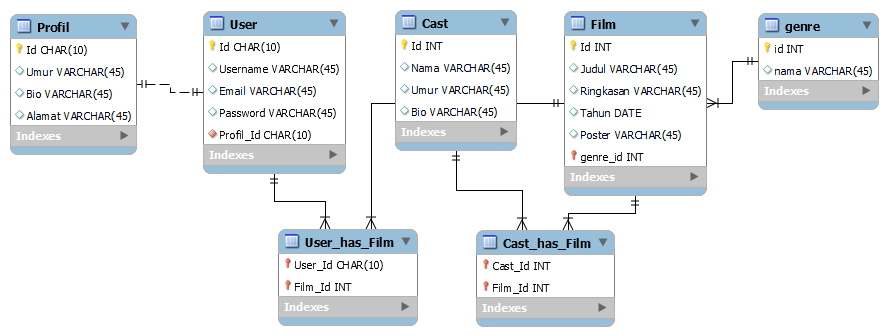 Profil
Id CHAR(10)
Umur VARCHAR(45)
Bio VARCHAR(45)
Alamat VARCHAR(45)
Indexes
User
Id CHAR(10)
Username VARCHAR(45)
Email VARCHAR(45)
Password VARCHAR(45)
Profil_Id CHAR(10)
Indexes
Cast
Id INT
Nama VARCHAR(45)
Umur VARCHAR(45)
Bio VARCHAR(45)
Indexes
Film
Id INT
Judul VARCHAR(45)
Ringkasan VARCHAR(45)
Tahun DATE
Poster VARCHAR(45)
genre_id INT
Indexes
genre
id INT
nama VARCHAR(45)
Indexes
User_has_Film
User_Id CHAR(10)
Film_Id INT
Indexes
Cast_has_Film
Cast_Id INT
Film_Id INT
Indexes